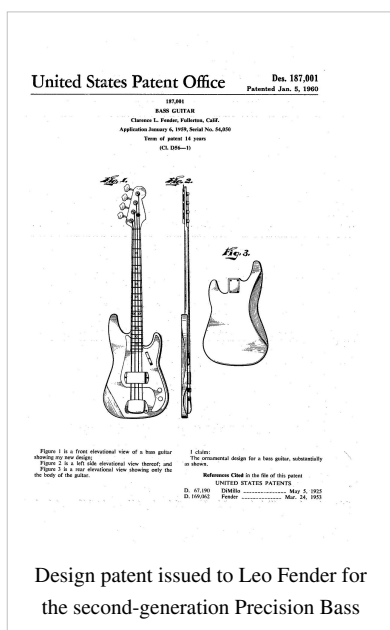 United States Patent Office
Des. 187,001
Patented Jan. 5, 1960
187,001
BASS GUITAR
Clarence L. Fender, Fullerton, Calif.
Application January 6, 1959, Serial No. 54,050
Term of patent 14 years
(Cl. D56—1)
Fig. 1.
Fig. 2.
Fig. 3.
Figure 1 is a front elevational view of a bass guitar
showing my new design;
Figure 2 is a left side elevational view thereof; and
Figure 3 is a rear elevational view showing only the
the body of the guitar.
I claim:
The ornamental design for a bass guitar, substantially
as shown.
References Cited in the file of this patent
UNITED STATES PATENTS
D. 67,190 DiMillo ---------------- May 5, 1925
D. 169,062 Fender ---------------- Mar. 24, 1953
Design patent issued to Leo Fender for
the second-generation Precision Bass